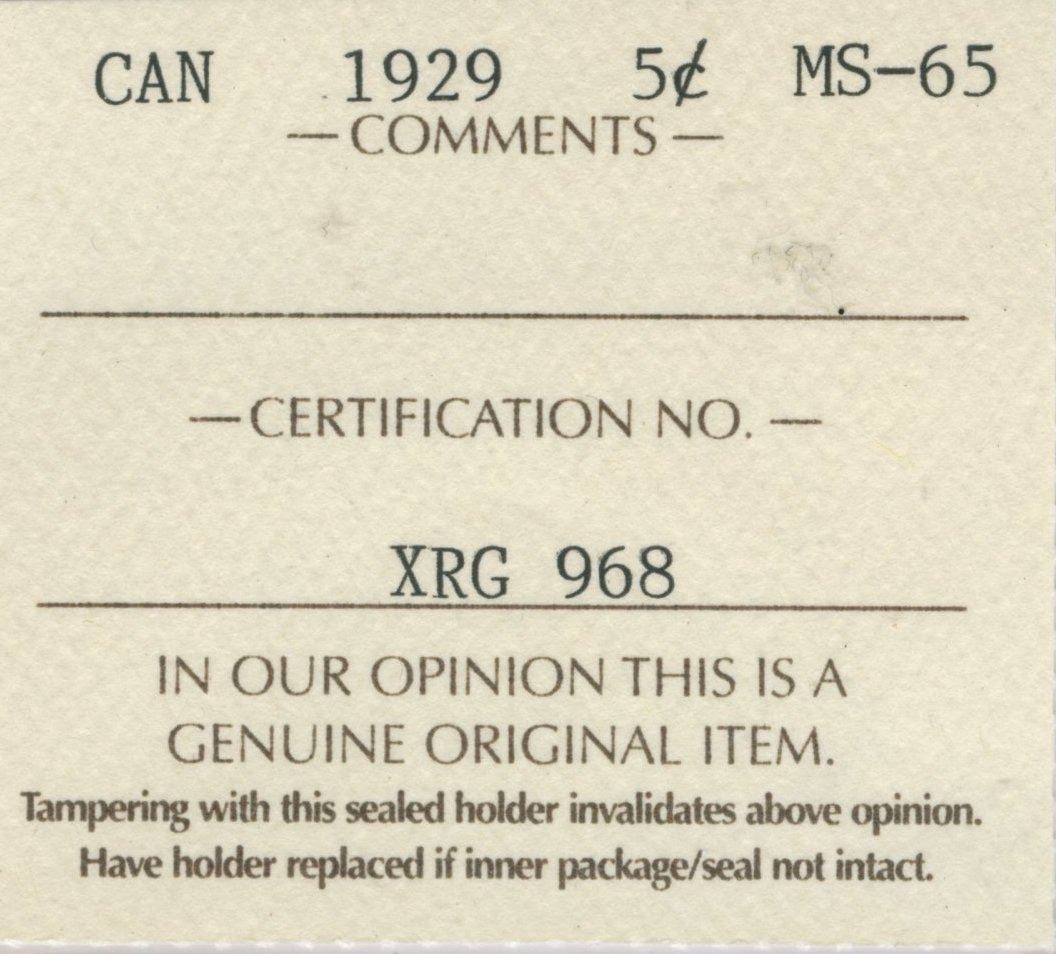 CAN 1929 5¢ MS-65
—COMMENTS—
—CERTIFICATION NO.—
XRG 968
IN OUR OPINION THIS IS A
GENUINE ORIGINAL ITEM.
Tampering with this sealed holder invalidates above opinion.
Have holder replaced if inner package/seal not intact.